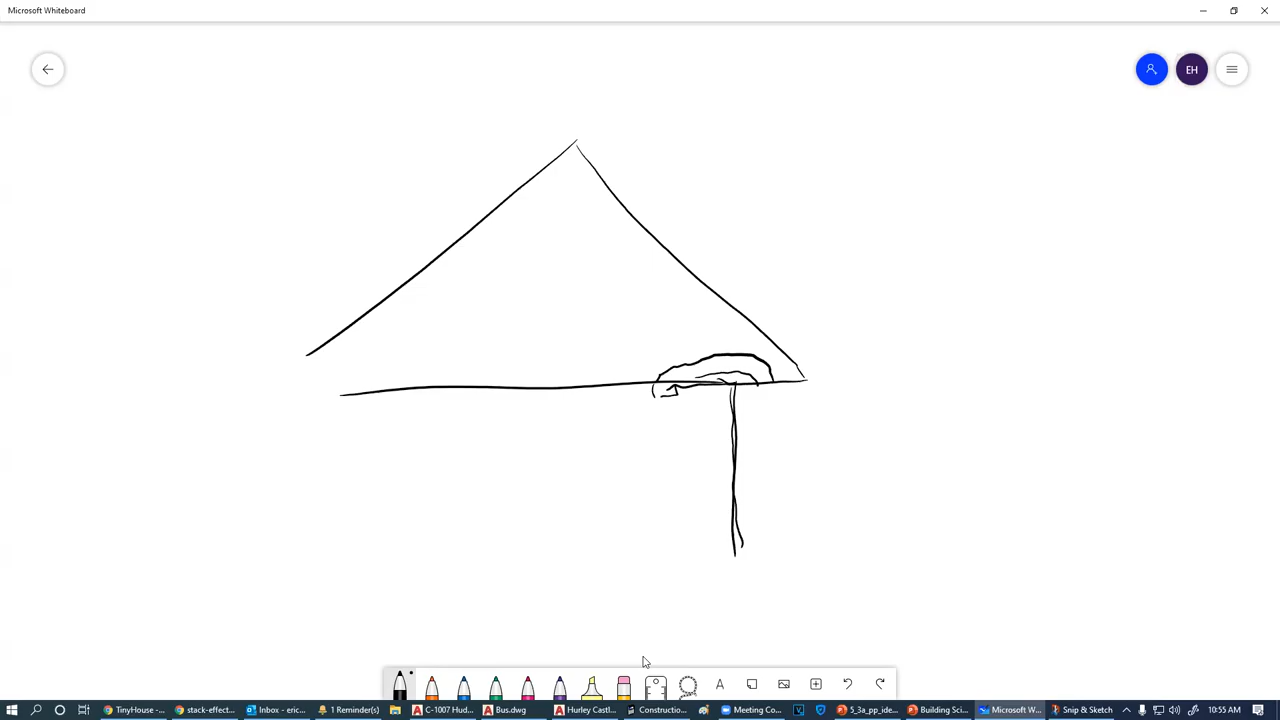 Microsoft Whiteboard
EH
A
TinyHouse - ...
stack-effect...
Inbox - eric...
1 Reminder(s)
C-1007 Hud...
Bus.dwg
Hurley Castl...
Constructio...
Meeting Co...
5_3a_pp_ide...
Building Sci...
Microsoft W...
Snip & Sketch
10:55 AM